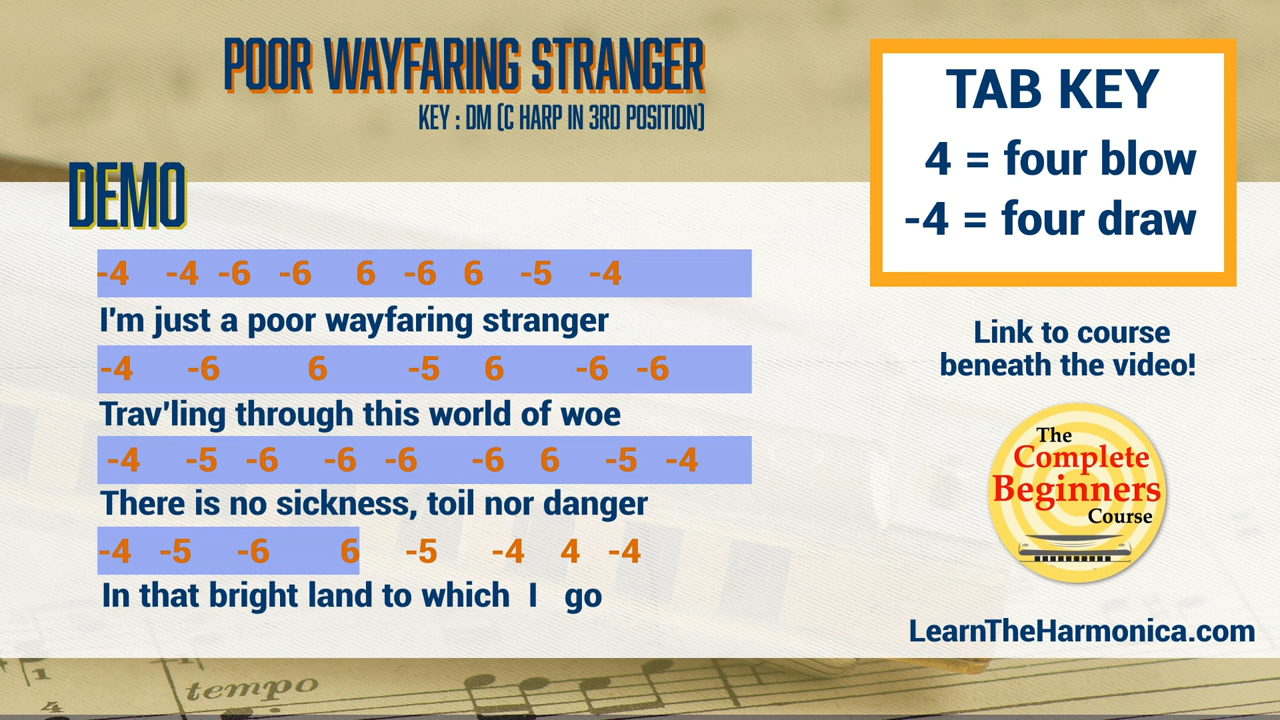 POOR WAYFARING STRANGER
KEY : DM (C HARP IN 3RD POSITION)
DEMO
-4 -4 -6 -6 6 -6 6 -5 -4
I'm just a poor wayfaring stranger
-4 -6 6 -5 6 -6 -6
Trav'ling through this world of woe
-4 -5 -6 -6 -6 -6 6 -5 -4
There is no sickness, toil nor danger
-4 -5 -6 6 -5 -4 4 -4
In that bright land to which I go
TAB KEY
4 = four blow
-4 = four draw
Link to course
beneath the video!
The
Complete
Beginners
Course
LearnTheHarmonica.com
tempo